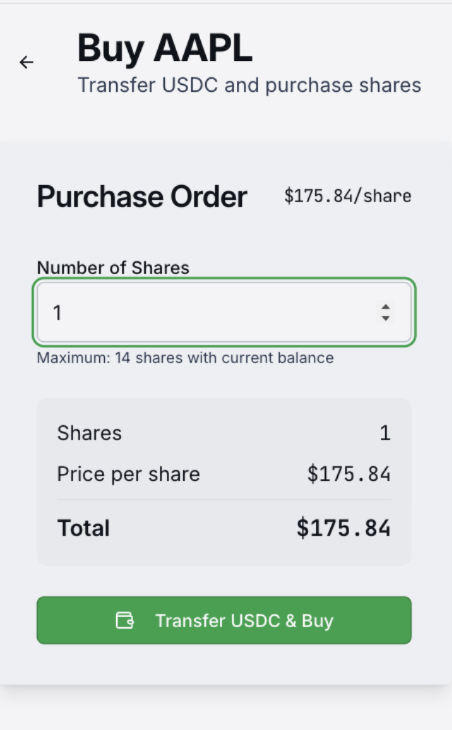 Buy AAPL
Transfer USDC and purchase shares
Purchase Order $175.84/share
Number of Shares
1
Maximum: 14 shares with current balance
Shares 1
Price per share $175.84
Total $175.84
Transfer USDC & Buy